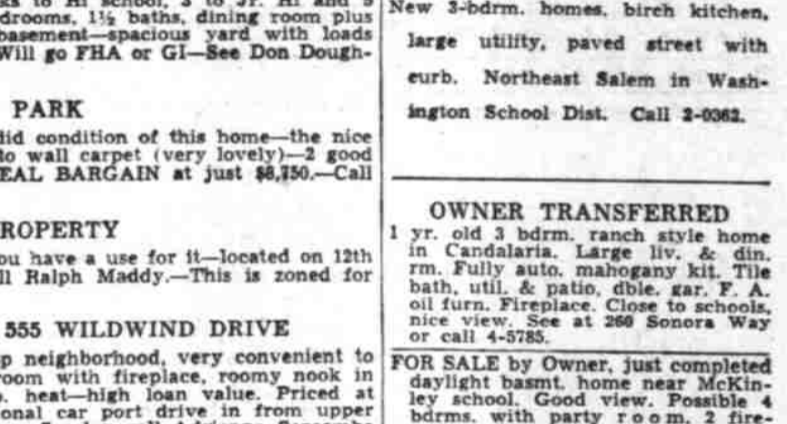 to Hi school, 3 to Jr. Hi and 5
drooms, 1½ baths, dining room plus
basement—spacious yard with loads
Will go FHA or GI—See Don Dough-
PARK
did condition of this home—the nice
to wall carpet (very lovely)—2 good
EAL BARGAIN at just $8,750.—Call
ROPERTY
ou have a use for it—located on 12th
ll Ralph Maddy.—This is zoned for
555 WILDWIND DRIVE
p neighborhood, very convenient to
room with fireplace, roomy nook in
. heat—high loan value. Priced at
onal car port drive in from upper
New 3-bdrm. homes, birch kitchen,
large utility, paved street with
curb. Northeast Salem in Wash-
ington School Dist. Call 2-0362.
OWNER TRANSFERRED
1 yr. old 3 bdrm. ranch style home
in Candalaria. Large liv. & din.
rm. Fully auto. mahogany kit. Tile
bath, util. & patio, dble. gar. F. A.
oil furn. Fireplace. Close to schools,
nice view. See at 260 Sonora Way
or call 4-5785.
FOR SALE by Owner, just completed
daylight basmt. home near McKin-
ley school. Good view. Possible 4
bdrms. with party room, 2 fire-